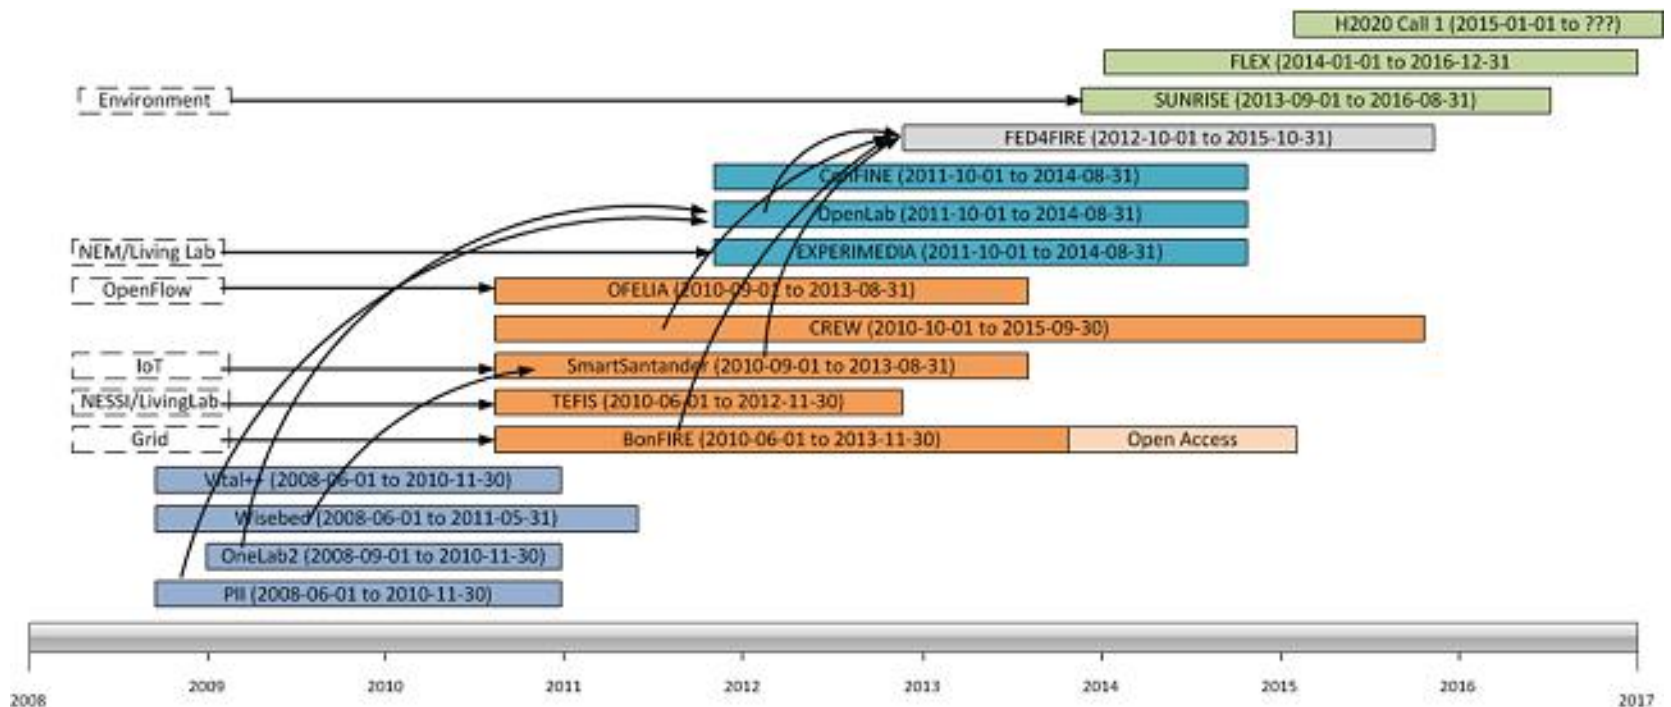 H2020 Call 1 (2015-01-01 to ???)
FLEX (2014-01-01 to 2016-12-31
Environment
SUNRISE (2013-09-01 to 2016-08-31)
FED4FIRE (2012-10-01 to 2015-10-31)
ConFINE (2011-10-01 to 2014-08-31)
OpenLab (2011-10-01 to 2014-08-31)
NEM/Living Lab
EXPERIMEDIA (2011-10-01 to 2014-08-31)
OpenFlow
OFELIA (2010-09-01 to 2013-08-31)
CREW (2010-10-01 to 2015-09-30)
IoT
SmartSantander (2010-09-01 to 2013-08-31)
NESSI/LivingLab
TEFIS (2010-06-01 to 2012-11-30)
Grid
BonFIRE (2010-06-01 to 2013-11-30)
Open Access
Vital++ (2008-06-01 to 2010-11-30)
Wisebed (2008-06-01 to 2011-05-31)
OneLab2 (2008-09-01 to 2010-11-30)
PII (2008-06-01 to 2010-11-30)
2008
2009
2010
2011
2012
2013
2014
2015
2016
2017